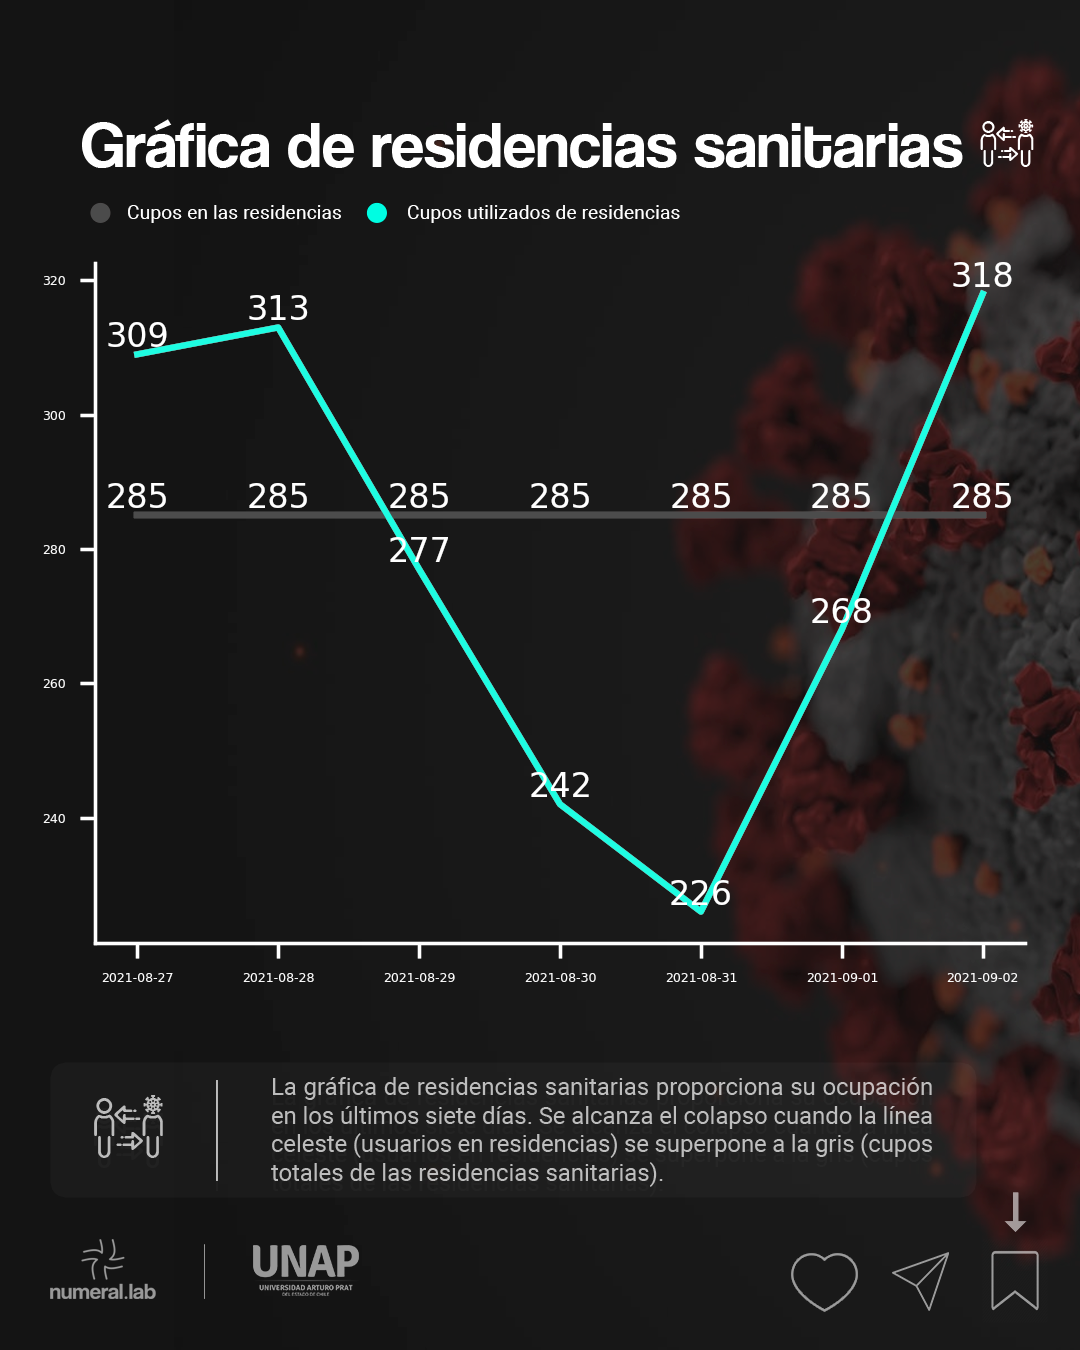 Gráfica de residencias sanitarias
Cupos en las residencias Cupos utilizados de residencias
320
318
313
309
300
285 285 285 285 285 285 285
280
277
268
260
242
240
226
2021-08-27 2021-08-28 2021-08-29 2021-08-30 2021-08-31 2021-09-01 2021-09-02
La gráfica de residencias sanitarias proporciona su ocupación
en los últimos siete días. Se alcanza el colapso cuando la línea
celeste (usuarios en residencias) se superpone a la gris (cupos
totales de las residencias sanitarias).
numeral.lab
UNAP
UNIVERSIDAD ARTURO PRAT
DEL ESTADO DE CHILE